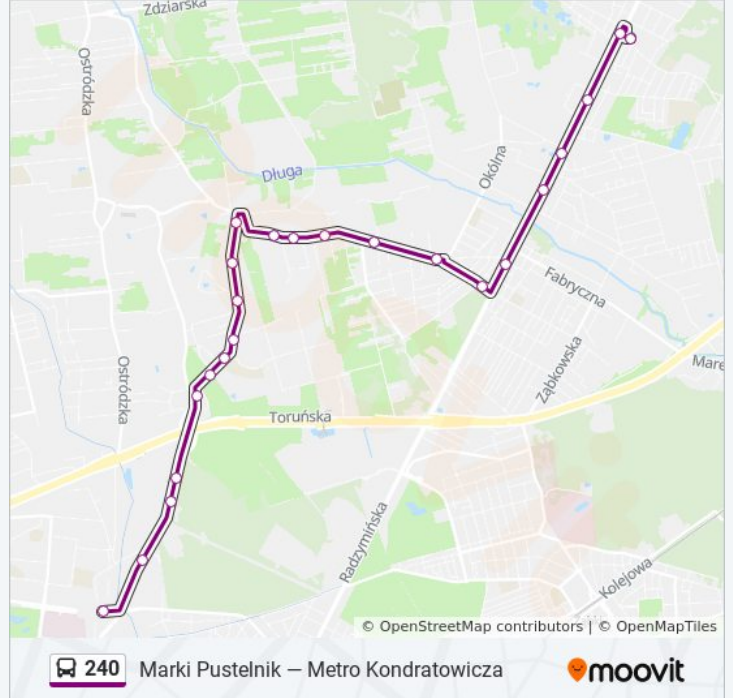 Zdziarska
Ostródzka
Długa
Okólna
Fabryczna
Ząbkowska
Mare
Ostródzka
Toruńska
Radzymińska
Kolejowa
© OpenStreetMap contributors | © OpenMapTiles
240 Marki Pustelnik — Metro Kondratowicza
moovit